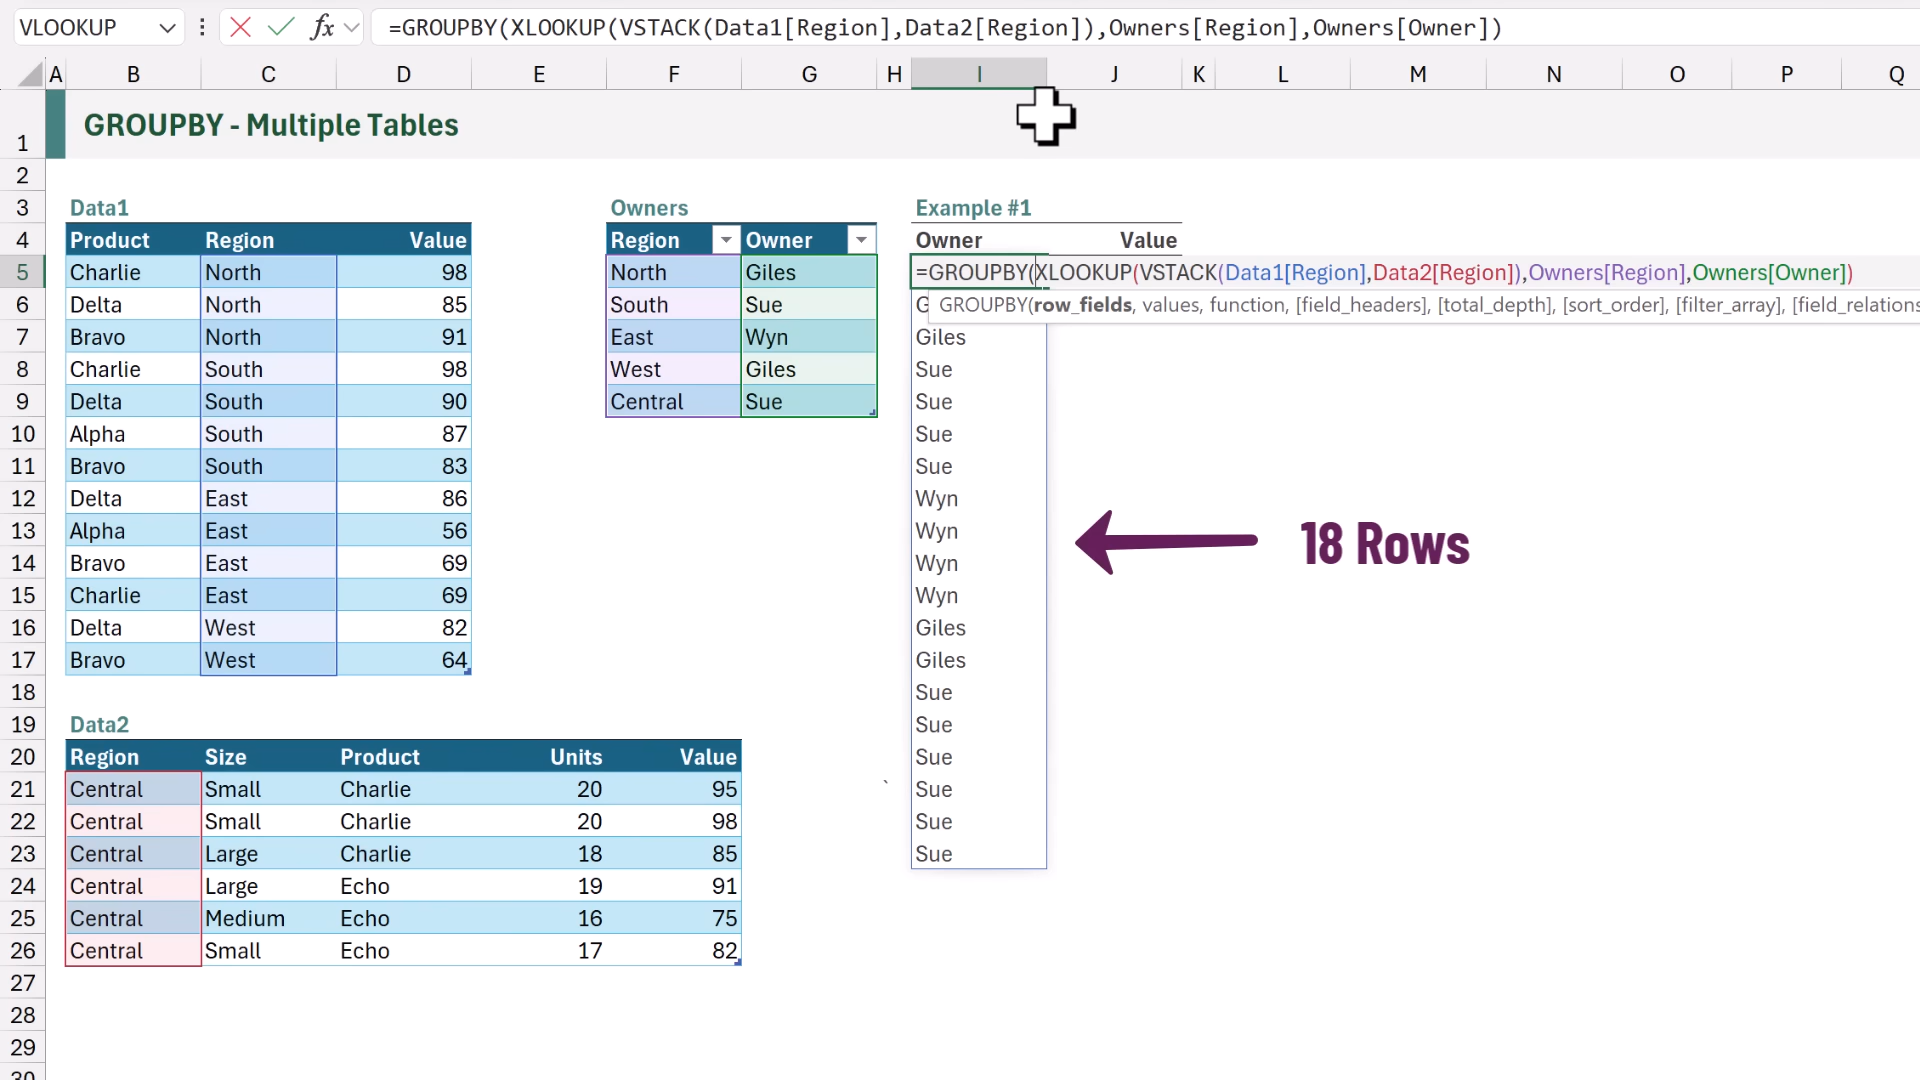 VLOOKUP
fx
=GROUPBY(XLOOKUP(VSTACK(Data1[Region],Data2[Region]),Owners[Region],Owners[Owner])
A B C D E F G H I J K L M N O P Q
1 GROUPBY - Multiple Tables
2
3 Data1 Owners Example #1
4 Product Region Value Region Owner Owner Value
5 Charlie North 98 North Giles =GROUPBY(XLOOKUP(VSTACK(Data1[Region],Data2[Region]),Owners[Region],Owners[Owner])
6 Delta North 85 South Sue G GROUPBY(row_fields, values, function, [field_headers], [total_depth], [sort_order], [filter_array], [field_relations
7 Bravo North 91 East Wyn Giles
8 Charlie South 98 West Giles Sue
9 Delta South 90 Central Sue Sue
10 Alpha South 87 Sue
11 Bravo South 83 Sue
12 Delta East 86 Wyn
13 Alpha East 56 Wyn
18 Rows
14 Bravo East 69 Wyn
15 Charlie East 69 Wyn
16 Delta West 82 Giles
17 Bravo West 64 Giles
18 Sue
19 Data2 Sue
20 Region Size Product Units Value Sue
21 Central Small Charlie 20 95 ` Sue
22 Central Small Charlie 20 98 Sue
23 Central Large Charlie 18 85 Sue
24 Central Large Echo 19 91
25 Central Medium Echo 16 75
26 Central Small Echo 17 82
27
28
29
30